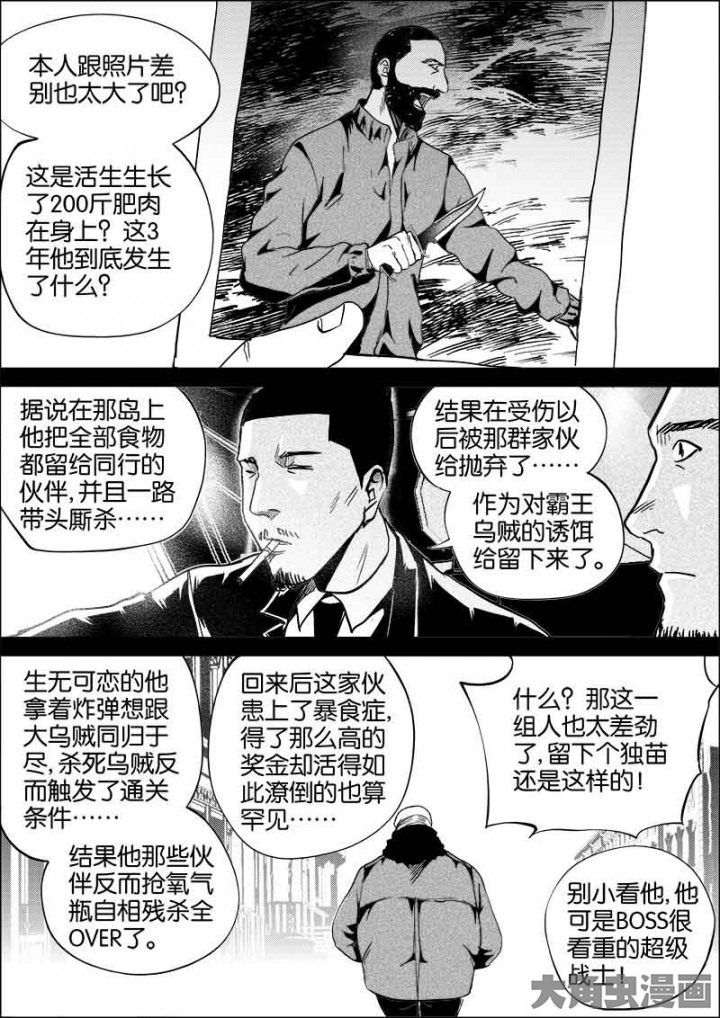 本人跟照片差
别也太大了吧？
这是活生生长
了200斤肥肉
在身上？这3
年他到底发生
了什么？
据说在那岛上
他把全部食物
都留给同行的
伙伴，并且一路
带头厮杀……
结果在受伤以
后被那群家伙
给抛弃了……
作为对霸王
乌贼的诱饵
给留下来了。
生无可恋的他
拿着炸弹想跟
大乌贼同归于
尽，杀死乌贼反
而触发了通关
条件……
结果他那些伙
伴反而抢氧气
瓶自相残杀全
OVER了。
回来后这家伙
患上了暴食症，
得了那么高的
奖金却活得如
此潦倒的也算
罕见……
什么？那这一
组人也太差劲
了，留下个独苗
还是这样的！
别小看他，他
可是BOSS很
看重的超级
战士！
大角虫漫画